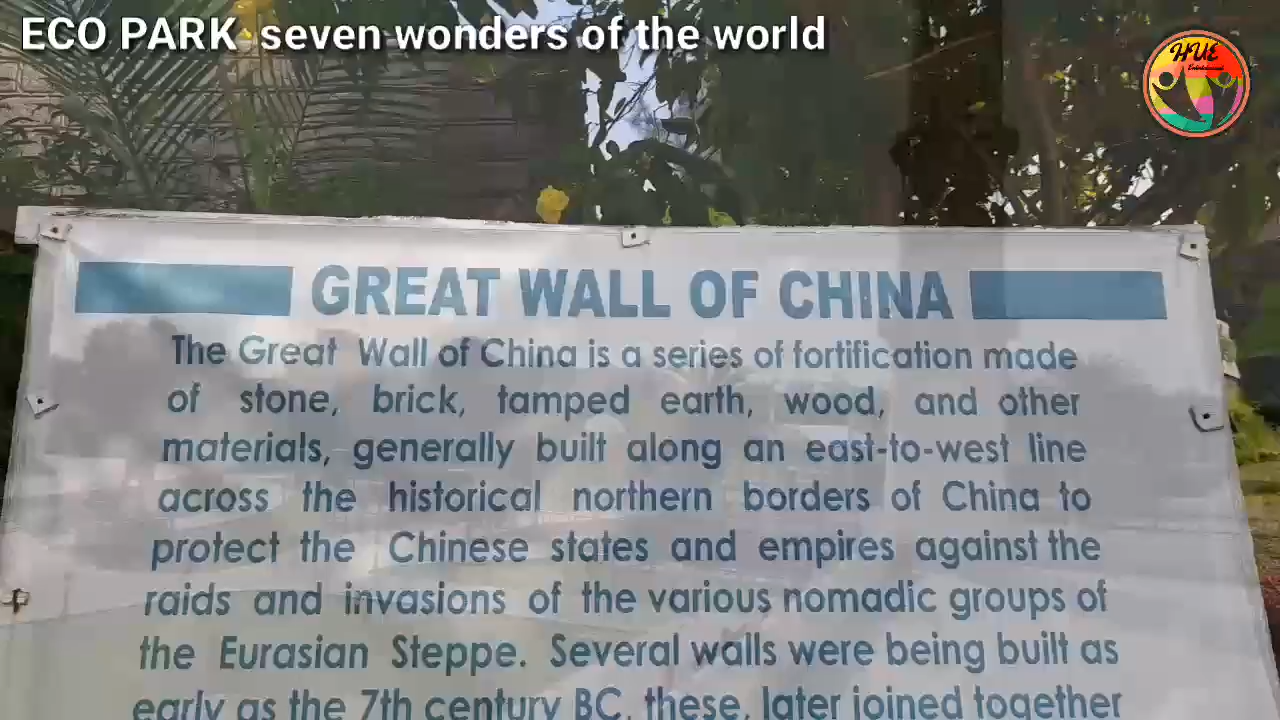 ECO PARK seven wonders of the world
HUE
Entertainment
GREAT WALL OF CHINA
The Great Wall of China is a series of fortification made
of stone, brick, tamped earth, wood, and other
materials, generally built along an east-to-west line
across the historical northern borders of China to
protect the Chinese states and empires against the
raids and invasions of the various nomadic groups of
the Eurasian Steppe. Several walls were being built as
early as the 7th century BC, these, later joined together